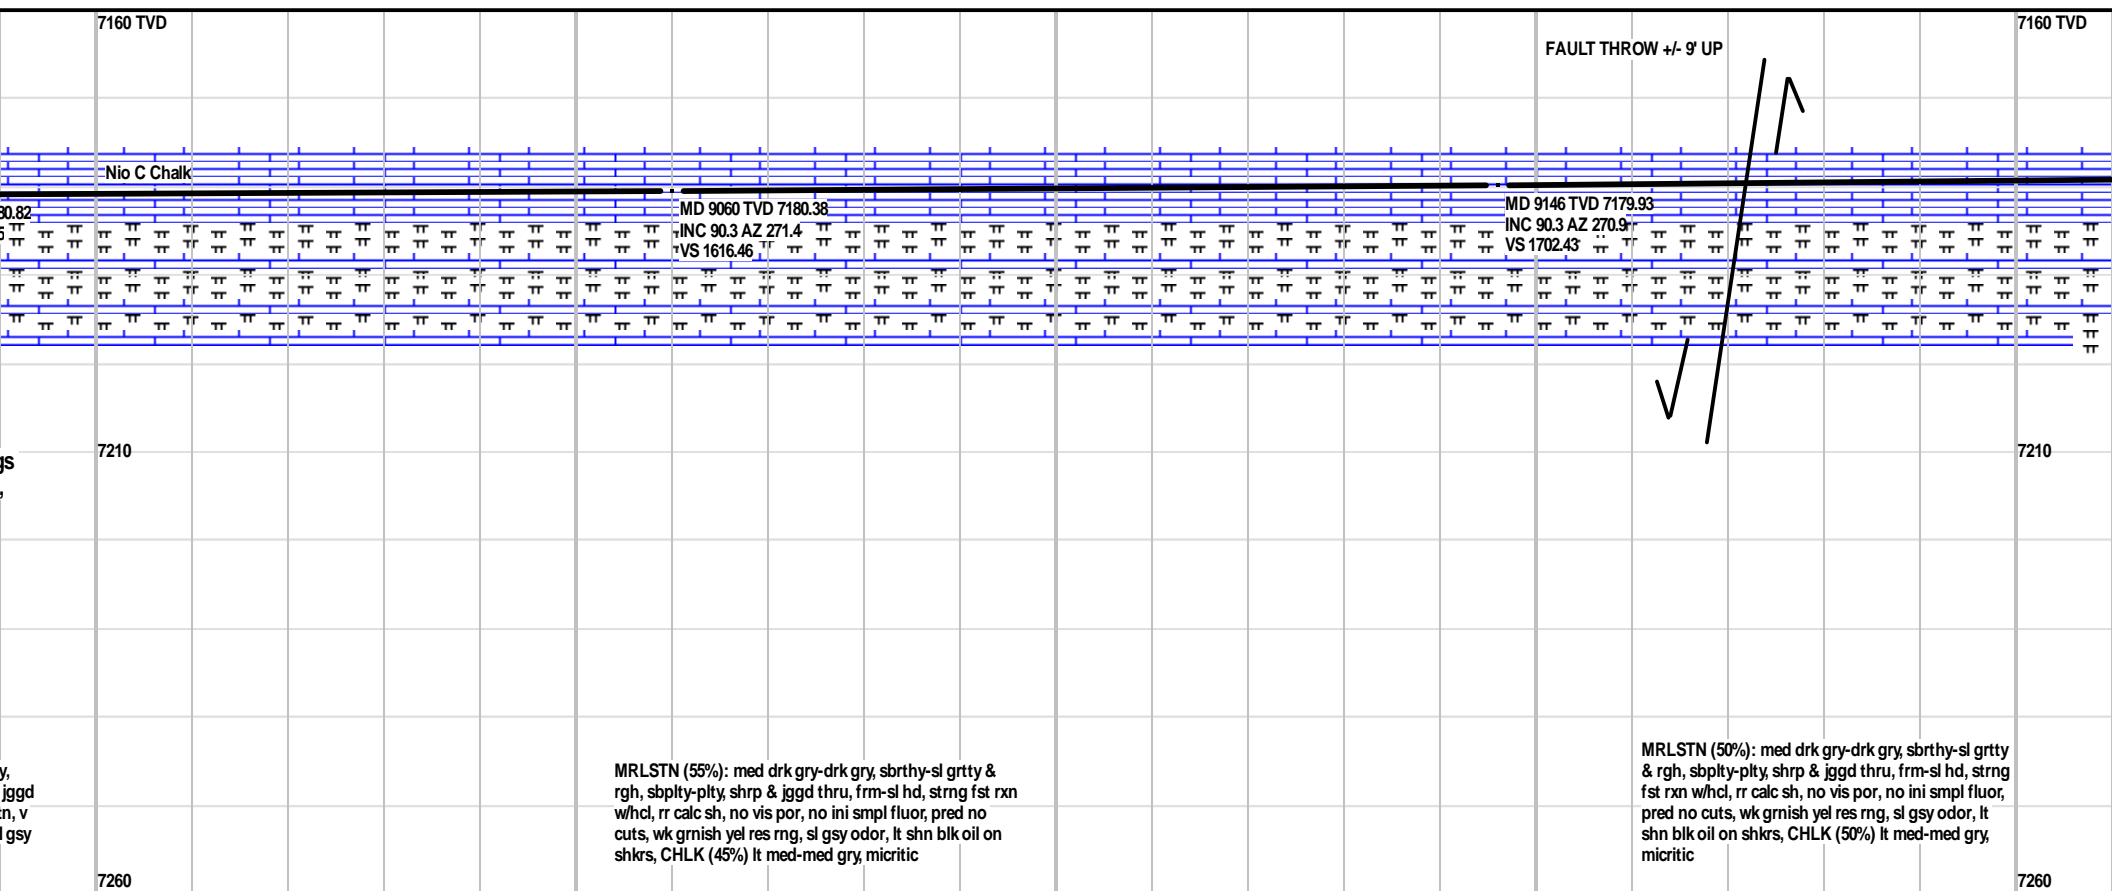 7160 TVD
7160 TVD
FAULT THROW +/- 9' UP
Nio C Chalk
80.82
MD 9060 TVD 7180.38
INC 90.3 AZ 271.4
VS 1616.46
MD 9146 TVD 7179.93
INC 90.3 AZ 270.9
VS 1702.43
7210
7210
gs
,
y,
jggd
n, v
gsy
MRLSTN (55%): med drk gry-drk gry, sbrthy-sl grtty &
rgh, sbplty-plty, shrp & jggd thru, frm-sl hd, strng fst rxn
w/hcl, rr calc sh, no vis por, no ini smpl fluor, pred no
cuts, wk grnish yel res rng, sl gsy odor, lt shn blk oil on
shkrs, CHLK (45%) lt med-med gry, micritic
MRLSTN (50%): med drk gry-drk gry, sbrthy-sl grtty
& rgh, sbplty-plty, shrp & jggd thru, frm-sl hd, strng
fst rxn w/hcl, rr calc sh, no vis por, no ini smpl fluor,
pred no cuts, wk grnish yel res rng, sl gsy odor, lt
shn blk oil on shkrs, CHLK (50%) lt med-med gry,
micritic
7260
7260